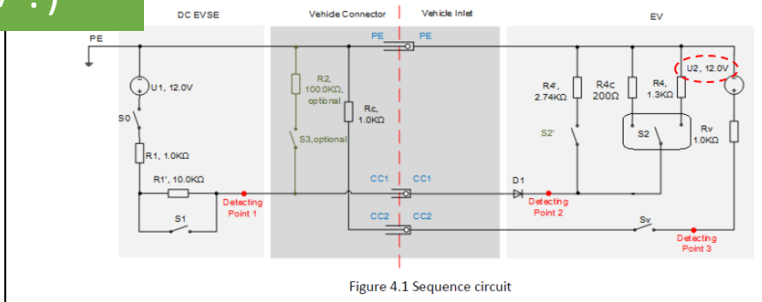 DC EVSE
Vehicle Connector
Vehicle Inlet
EV
PE
PE
PE
U1, 12.0V
S0
R1, 1.0KΩ
R1', 10.0KΩ
S1
Detecting
Point 1
R2,
100.0KΩ,
optional
S3,optional
Rc,
1.0KΩ
CC1
CC1
CC2
CC2
D1
Detecting
Point 2
R4',
2.74KΩ
S2'
R4c
200Ω
R4,
1.3KΩ
S2
U2, 12.0V
Rv
1.0KΩ
Sv
Detecting
Point 3
Figure 4.1 Sequence circuit